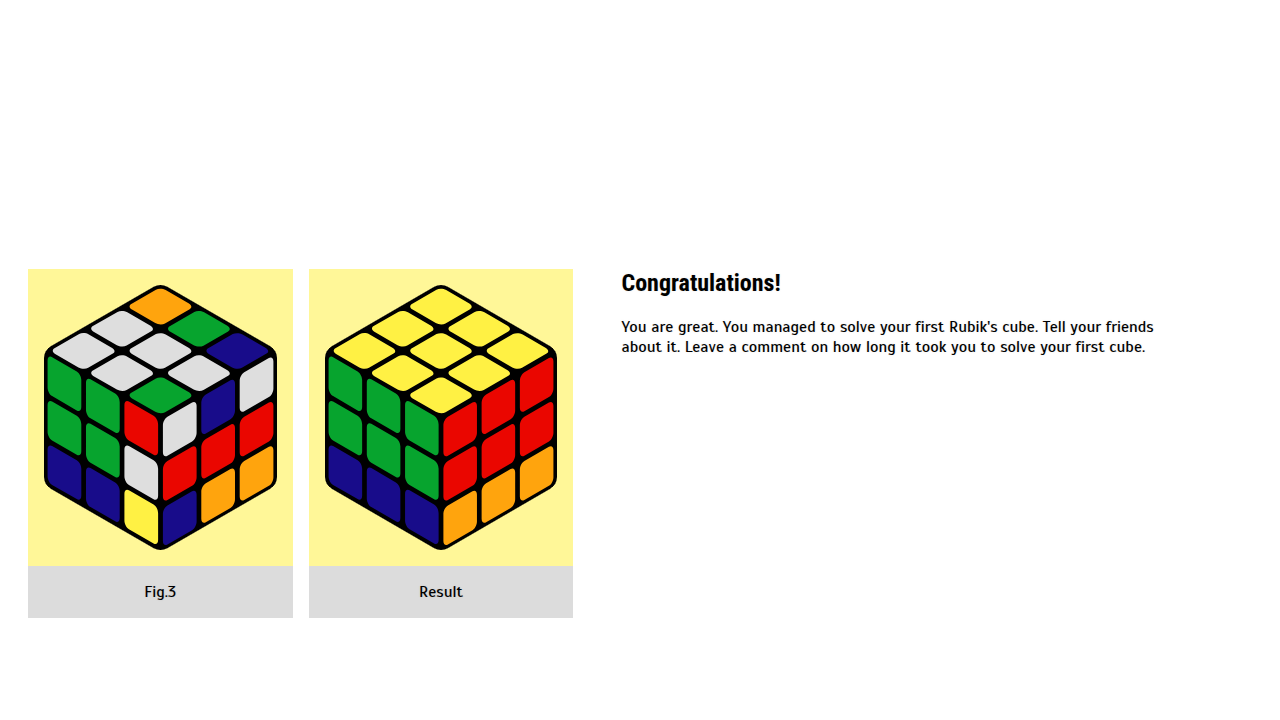 Congratulations!
You are great. You managed to solve your first Rubik's cube. Tell your friends
about it. Leave a comment on how long it took you to solve your first cube.
Fig.3
Result